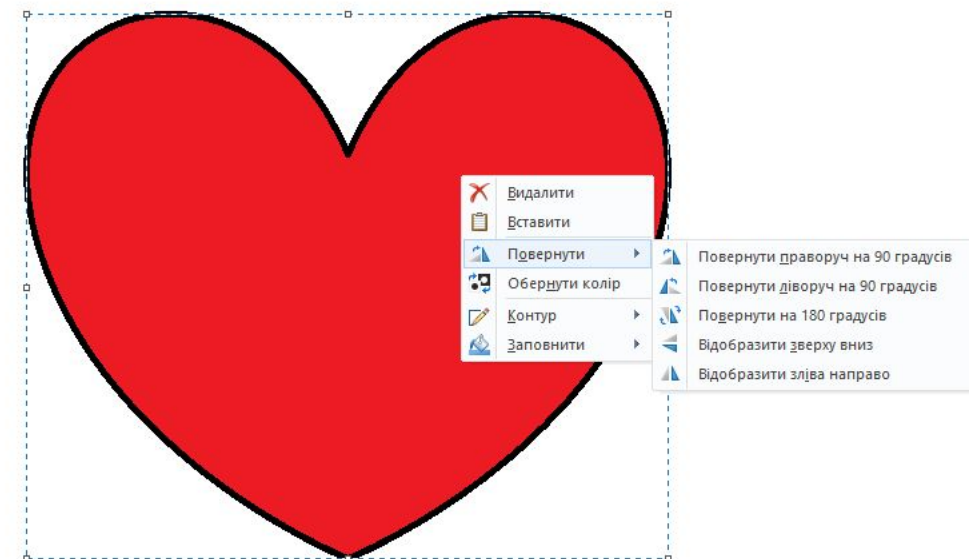 Видалити
Вставити
Повернути
Обернути колір
Контур
Заповнити
Повернути праворуч на 90 градусів
Повернути ліворуч на 90 градусів
Повернути на 180 градусів
Відобразити зверху вниз
Відобразити зліва направо